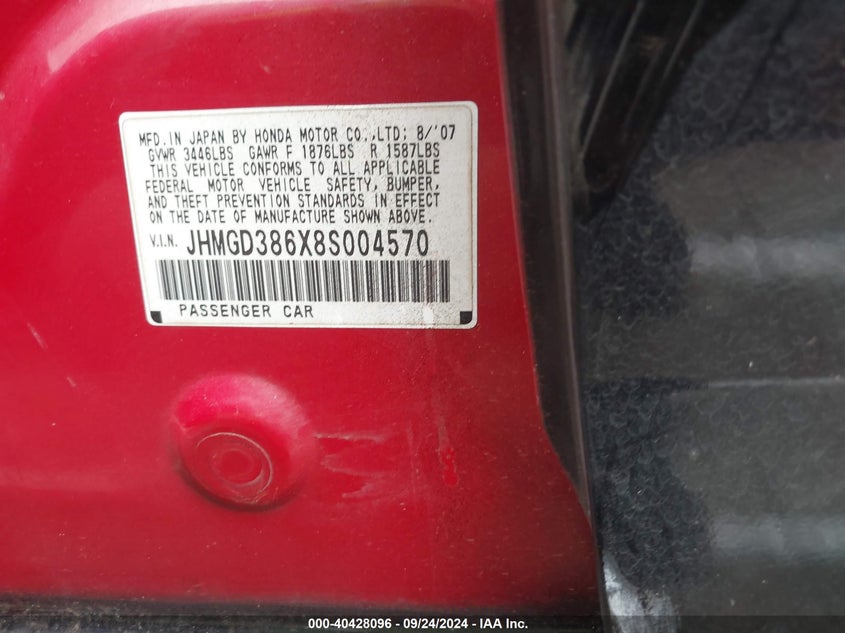 MFD. IN JAPAN BY HONDA MOTOR CO.,LTD; 8/'07
GVWR 3446LBS GAWR F 1876LBS R 1587LBS
THIS VEHICLE CONFORMS TO ALL APPLICABLE
FEDERAL MOTOR VEHICLE SAFETY, BUMPER,
AND THEFT PREVENTION STANDARDS IN EFFECT
ON THE DATE OF MANUFACTURE SHOWN ABOVE.
V.I.N. JHMGD386X8S004570
PASSENGER CAR
000-40428096 - 09/24/2024 - IAA Inc.